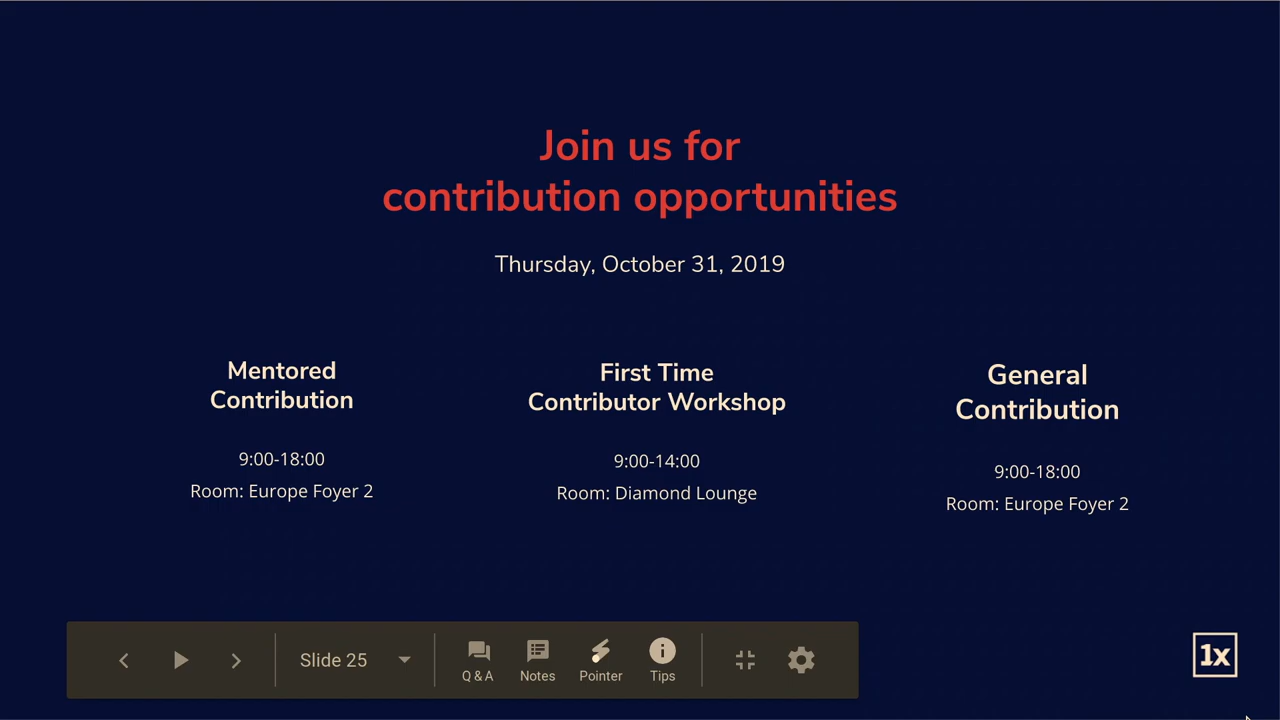 Join us for
contribution opportunities
Thursday, October 31, 2019
Mentored
Contribution
9:00-18:00
Room: Europe Foyer 2
First Time
Contributor Workshop
9:00-14:00
Room: Diamond Lounge
General
Contribution
9:00-18:00
Room: Europe Foyer 2
Slide 25
Q & A
Notes
Pointer
Tips
1x